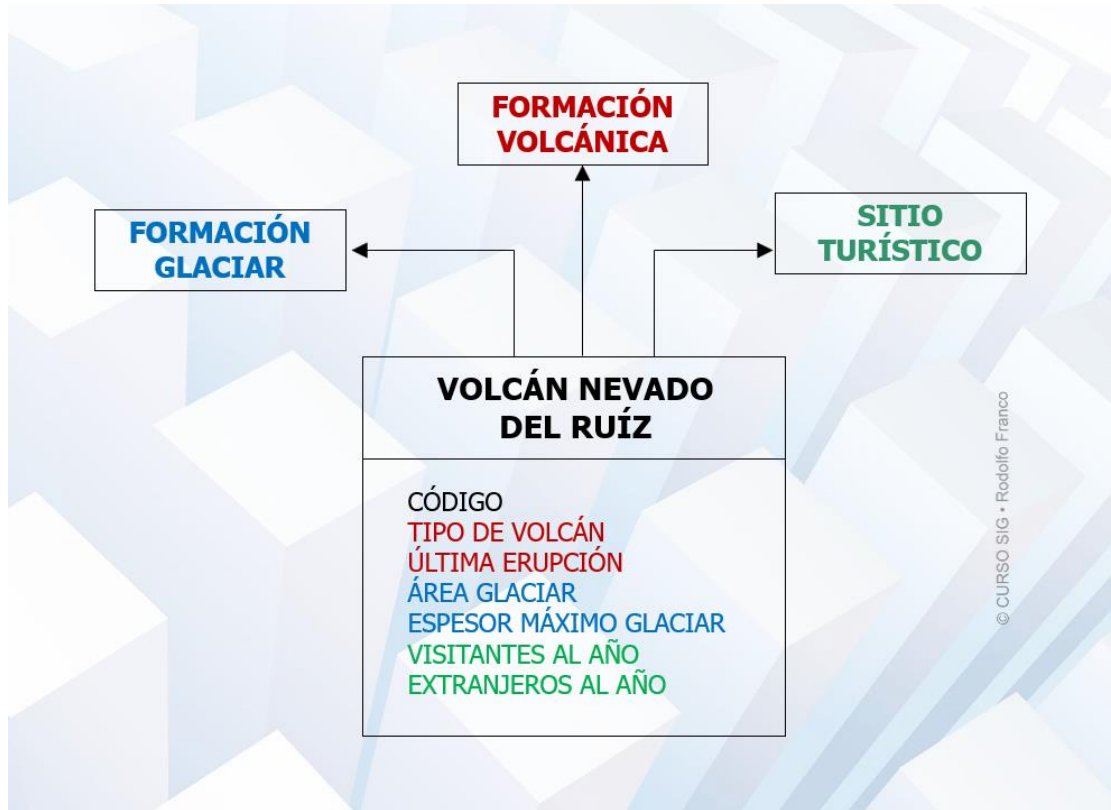 FORMACIÓN
VOLCÁNICA
FORMACIÓN
GLACIAR
SITIO
TURÍSTICO
VOLCÁN NEVADO
DEL RUÍZ
CÓDIGO
TIPO DE VOLCÁN
ÚLTIMA ERUPCIÓN
ÁREA GLACIAR
ESPESOR MÁXIMO GLACIAR
VISITANTES AL AÑO
EXTRANJEROS AL AÑO
© CURSO SIG • Rodolfo Franco